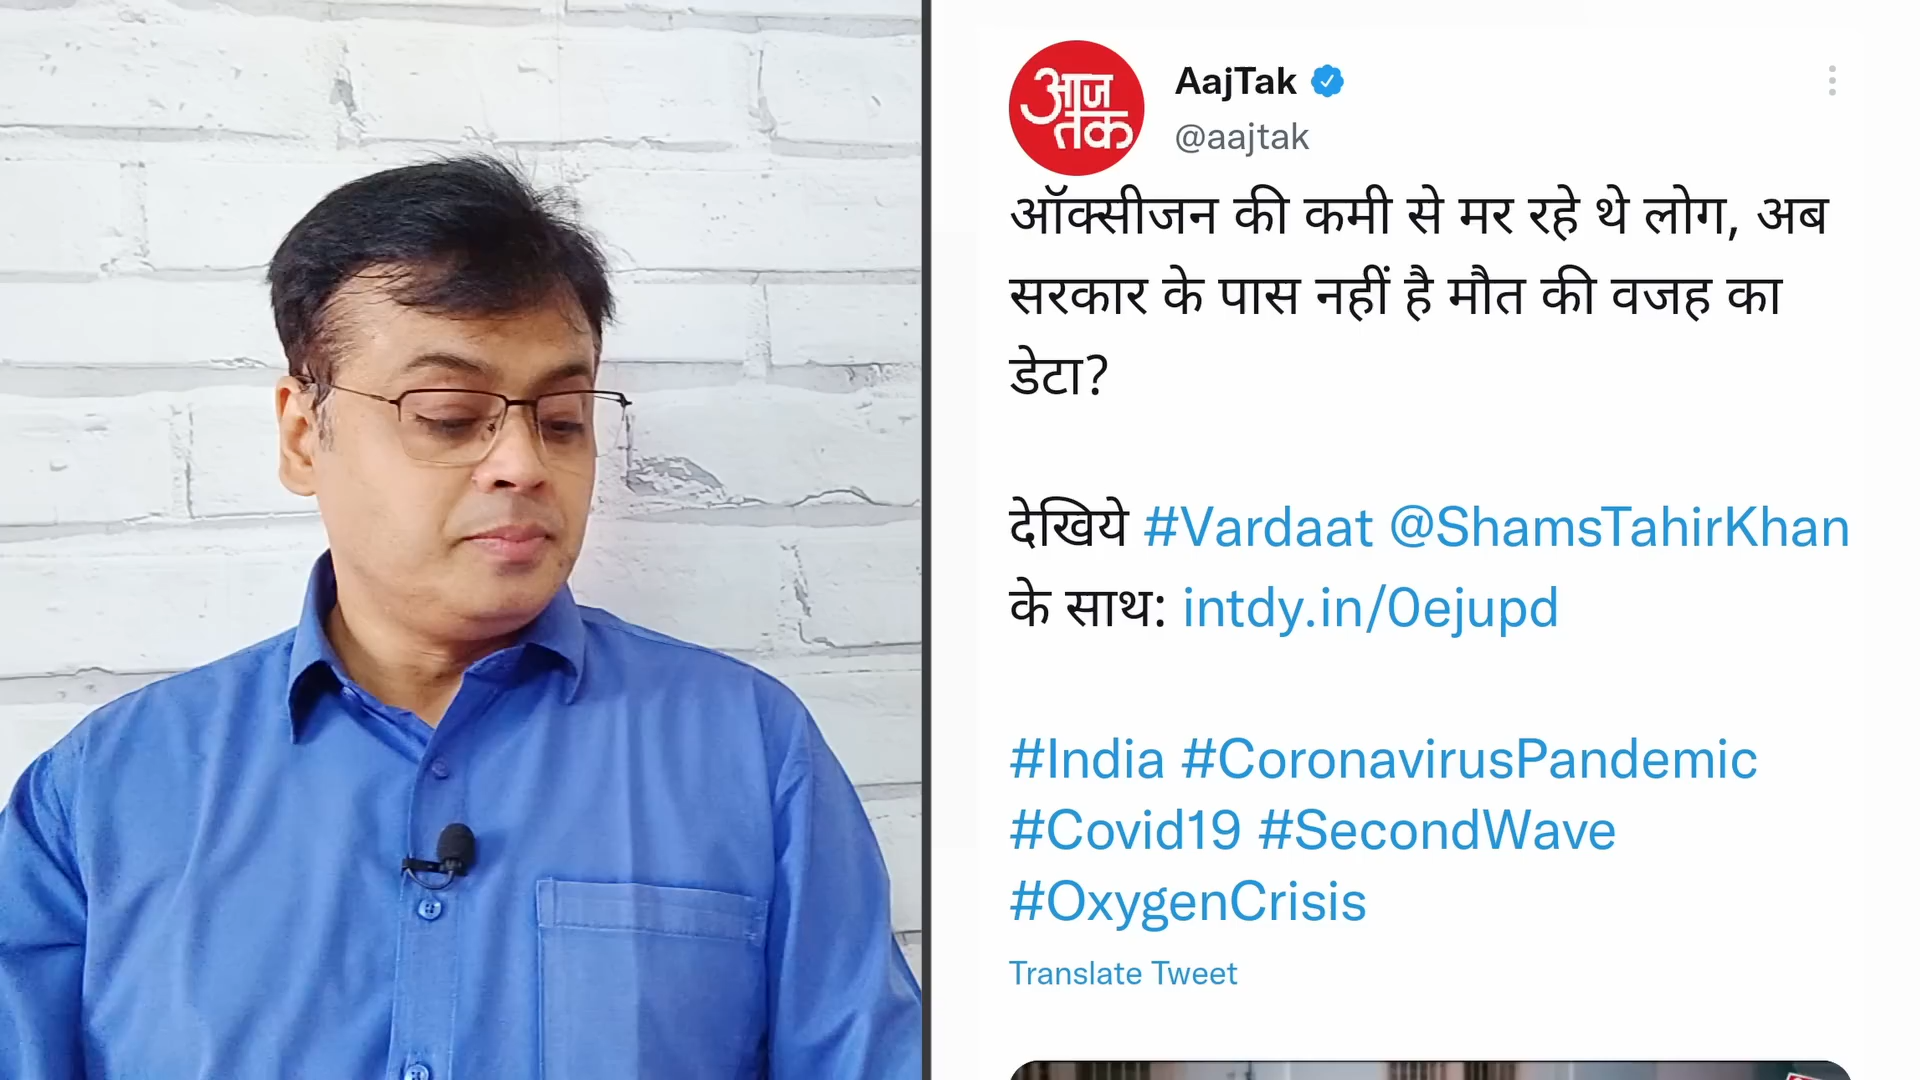 आज
तक
AajTak
@aajtak
ऑक्सीजन की कमी से मर रहे थे लोग, अब
सरकार के पास नहीं है मौत की वजह का
डेटा?
देखिये #Vardaat @ShamsTahirKhan
के साथ: intdy.in/0ejupd
#India #CoronavirusPandemic
#Covid19 #SecondWave
#OxygenCrisis
Translate Tweet